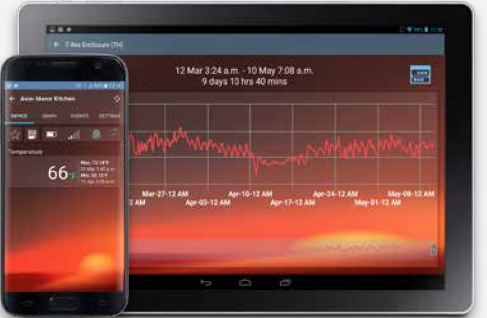 T-Rex Enclosure (TH)
12 Mar 3:24 a.m. - 10 May 7:08 a.m.
9 days 10 hrs 40 mins
Mar-27-12 AM Apr-10-12 AM Apr-24-12 AM May-08-12 AM
2 AM Apr-03-12 AM Apr-17-12 AM May-01-12 AM
Kitchen
DEVICE GRAPH EVENTS SETTINGS
Temperature
66°F